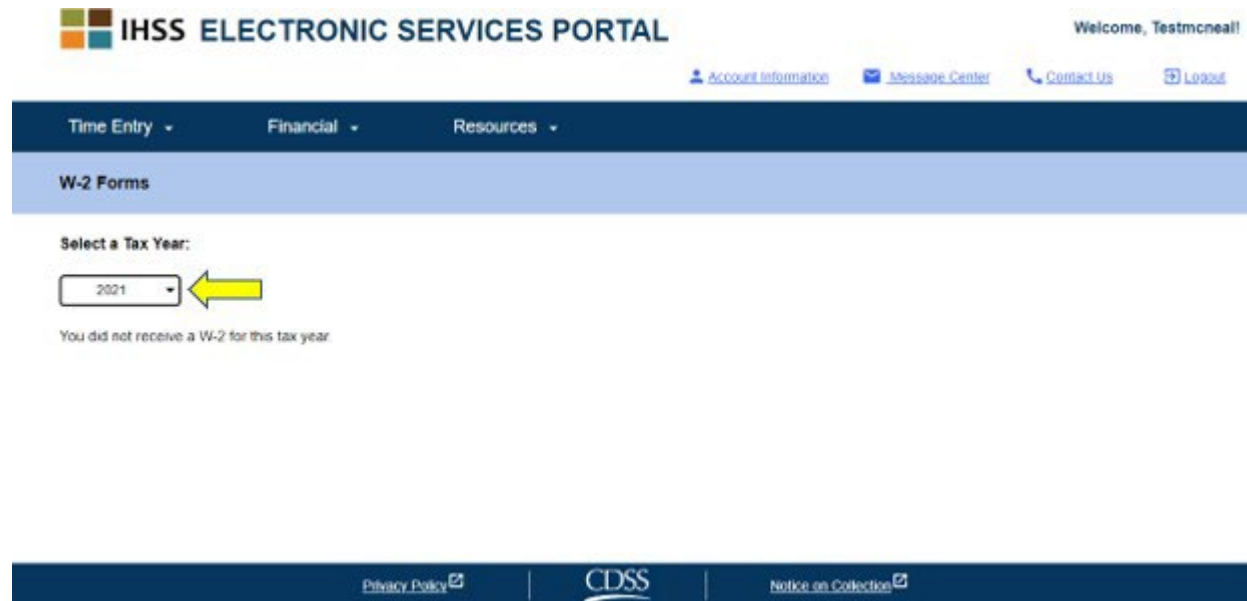 IHSS ELECTRONIC SERVICES PORTAL
Welcome, Testmcneal!
Account Information Message Center Contact Us Logout
Time Entry Financial Resources
W-2 Forms
Select a Tax Year:
2021
You did not receive a W-2 for this tax year.
Privacy Policy CDSS Notice on Collection